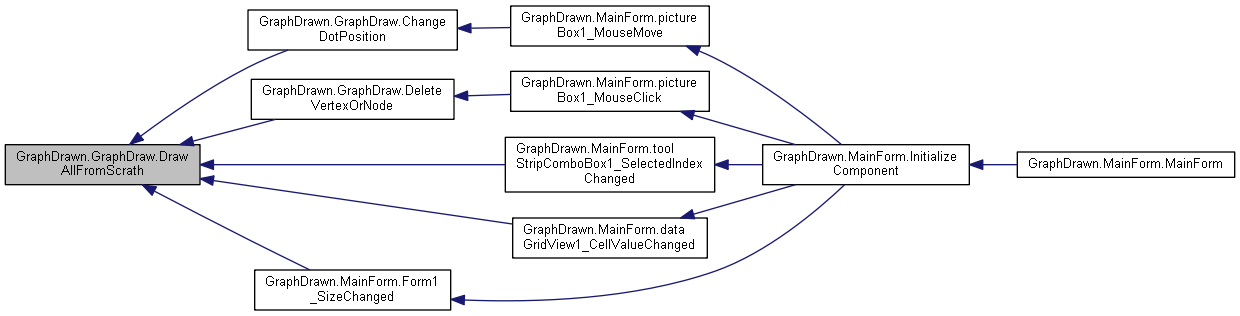 GraphDrawn.GraphDraw.Draw
AllFromScrath
GraphDrawn.GraphDraw.Change
DotPosition
GraphDrawn.MainForm.picture
Box1_MouseMove
GraphDrawn.GraphDraw.Delete
VertexOrNode
GraphDrawn.MainForm.picture
Box1_MouseClick
GraphDrawn.MainForm.tool
StripComboBox1_SelectedIndex
Changed
GraphDrawn.MainForm.data
GridView1_CellValueChanged
GraphDrawn.MainForm.Form1
_SizeChanged
GraphDrawn.MainForm.Initialize
Component
GraphDrawn.MainForm.MainForm